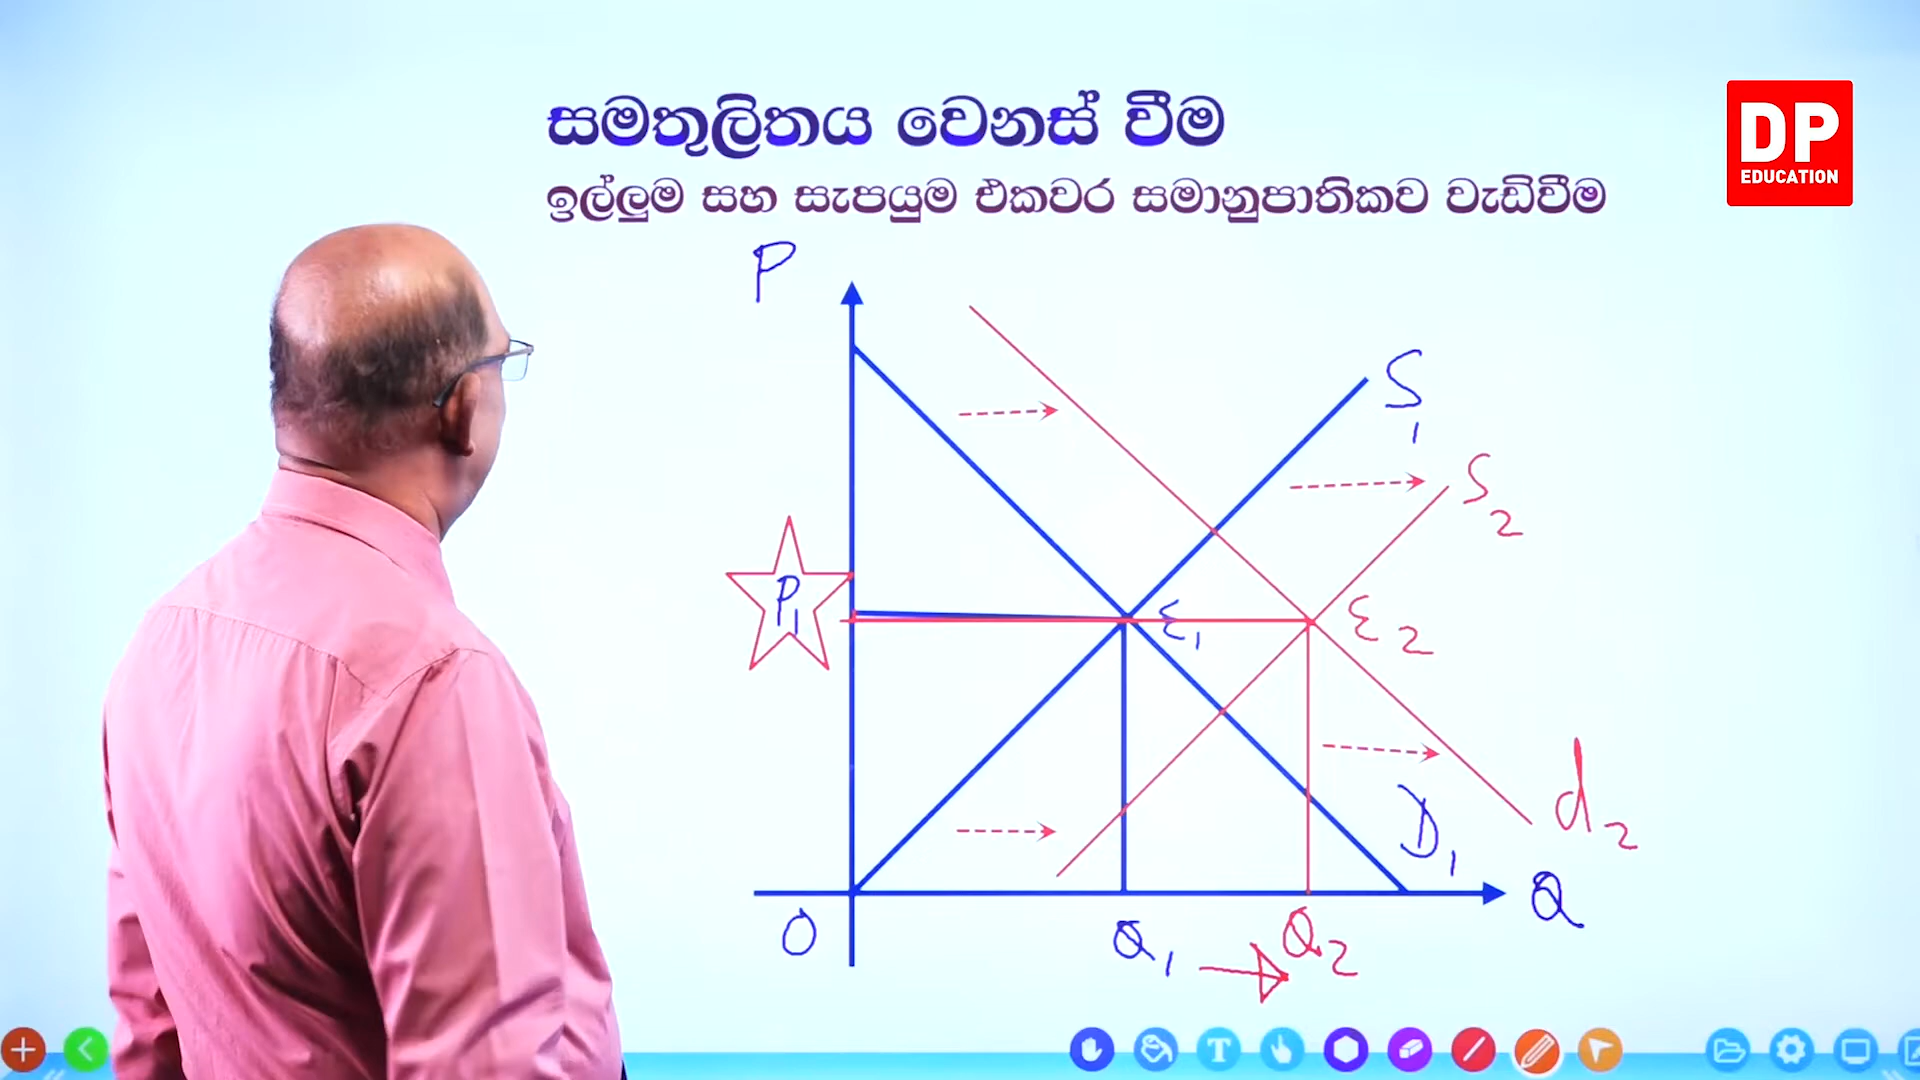 සමතුලිතය වෙනස් වීම
ඉල්ලුම සහ සැපයුම එකවර සමානුපාතිකව වැඩිවීම
DP
EDUCATION
P
S1
S2
P1
E1
E2
D1
d2
O
Q1
Q2
Q
T